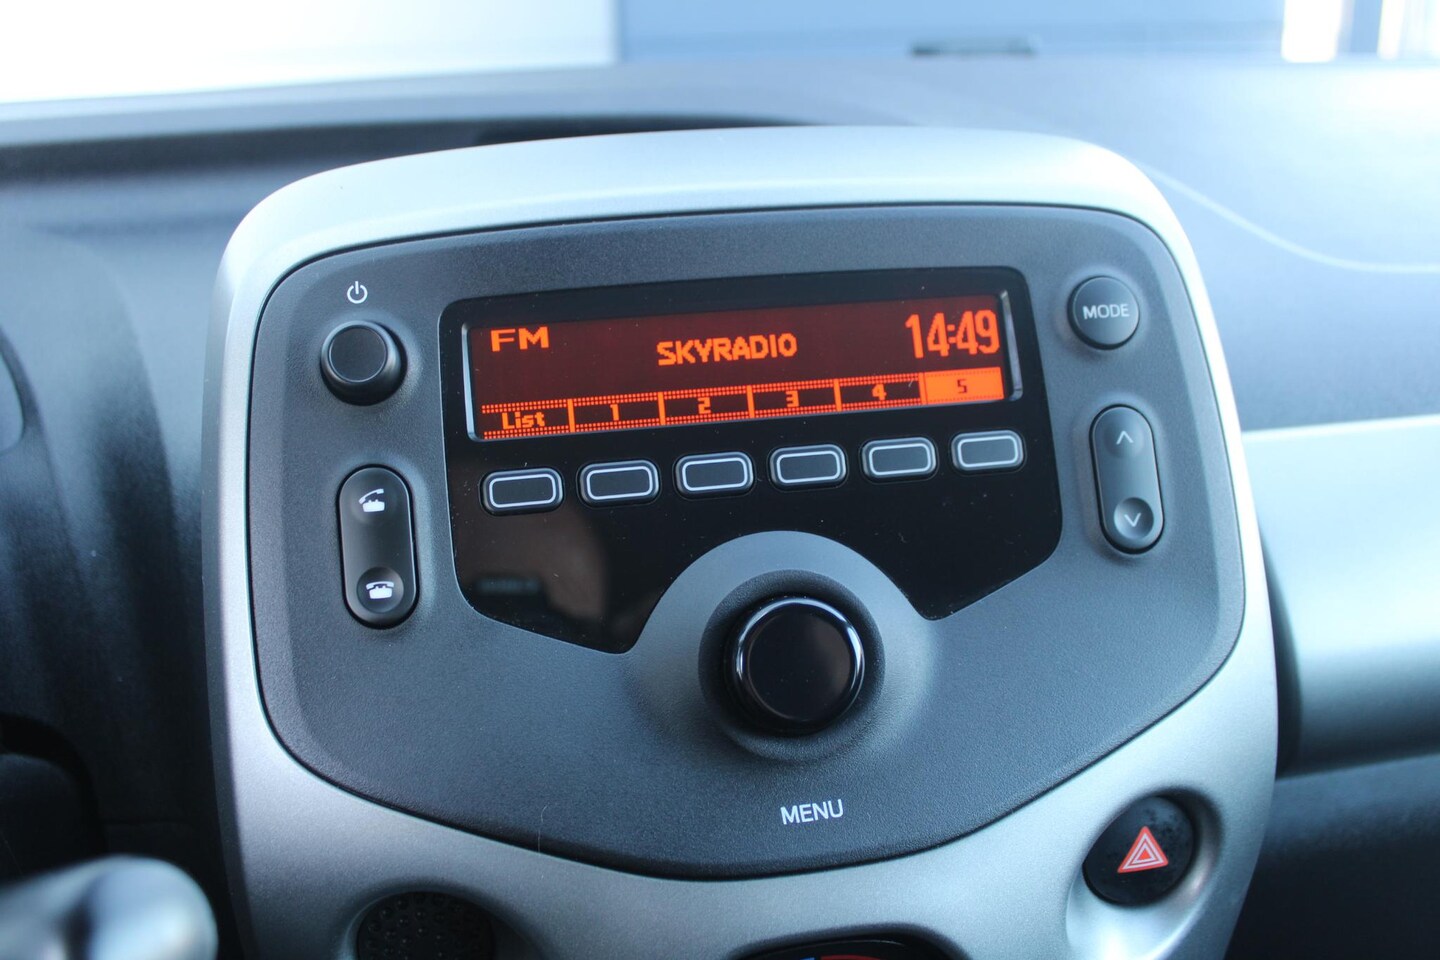 FM SKYRADIO 14:49
List 1 2 3 4 5
MODE
MENU